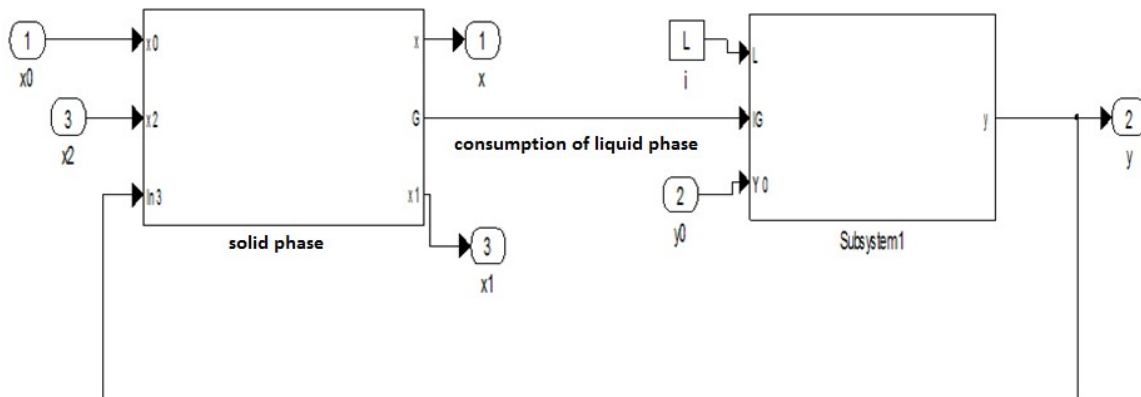 1
x0
3
x2
x0
x2
In3
x
G
x1
solid phase
1
x
consumption of liquid phase
3
x1
L
i
2
y0
L
IG
Y0
y
Subsystem1
2
y